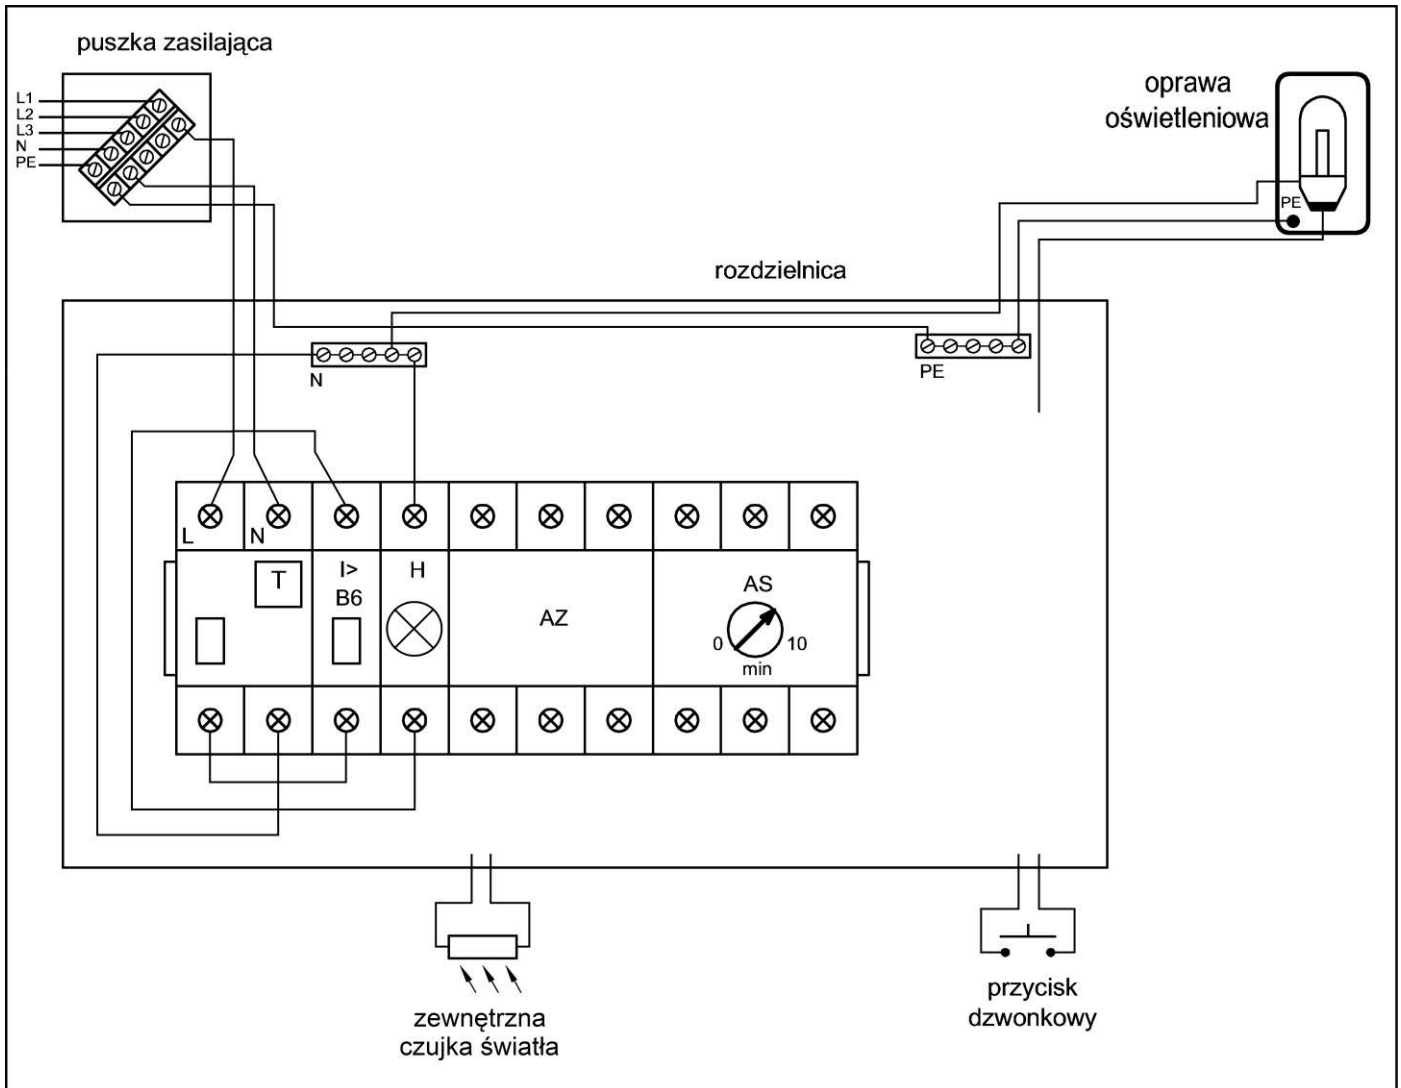 puszka zasilająca
L1
L2
L3
N
PE
oprawa
oświetleniowa
PE
rozdzielnica
N
PE
L
N
T
I>
B6
H
AZ
AS
0
10
min
zewnętrzna
czujka światła
przycisk
dzwonkowy